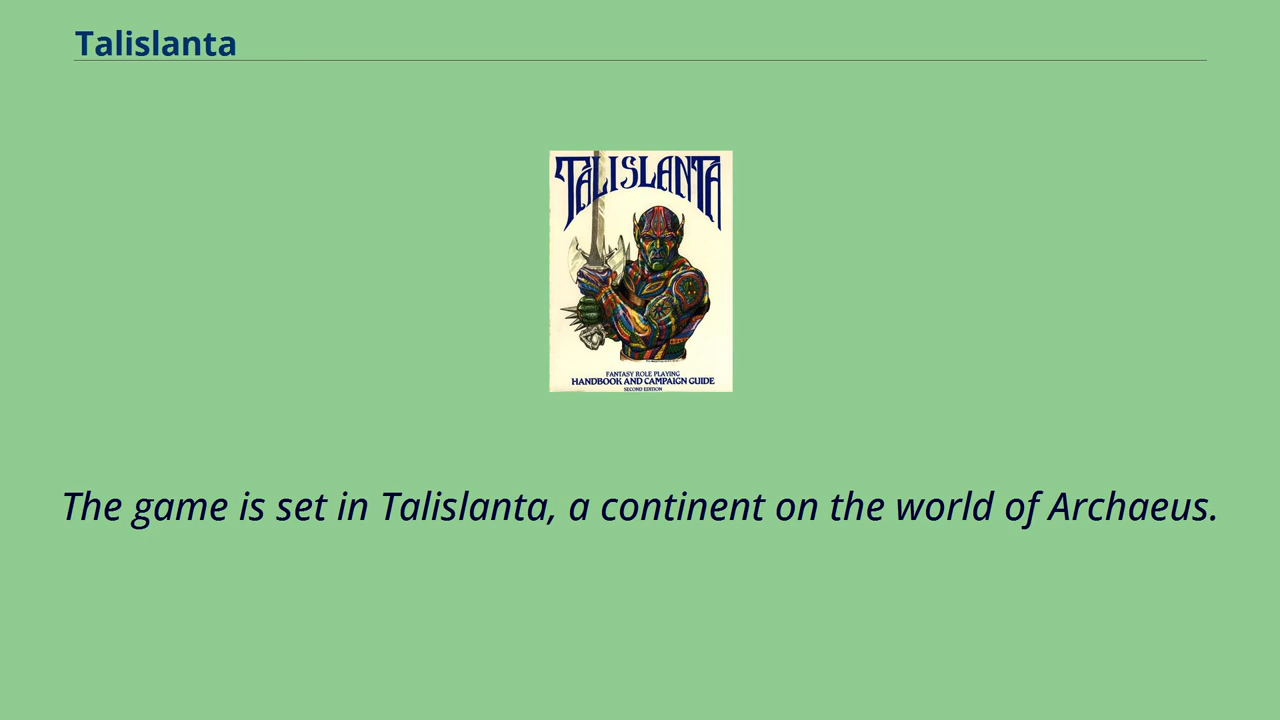 Talislanta
TALISLANTA
FANTASY ROLE PLAYING
HANDBOOK AND CAMPAIGN GUIDE
SECOND EDITION
The game is set in Talislanta, a continent on the world of Archaeus.